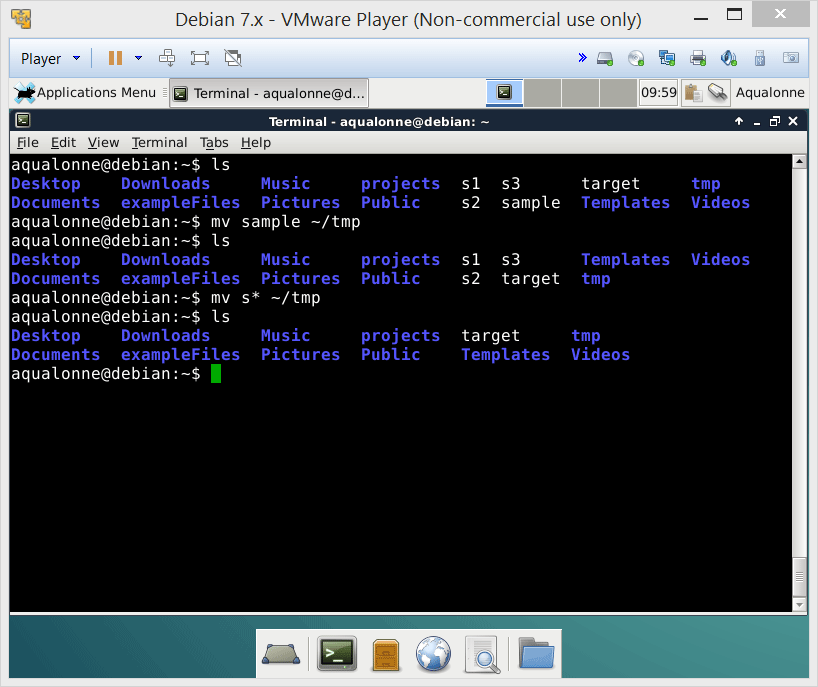 Debian 7.x - VMware Player (Non-commercial use only)
Player
Applications Menu Terminal - aqualonne@d... 09:59 Aqualonne
Terminal - aqualonne@debian: ~
File Edit View Terminal Tabs Help
aqualonne@debian:~$ ls
Desktop Downloads Music projects s1 s3 target tmp
Documents exampleFiles Pictures Public s2 sample Templates Videos
aqualonne@debian:~$ mv sample ~/tmp
aqualonne@debian:~$ ls
Desktop Downloads Music projects s1 s3 Templates Videos
Documents exampleFiles Pictures Public s2 target tmp
aqualonne@debian:~$ mv s* ~/tmp
aqualonne@debian:~$ ls
Desktop Downloads Music projects target tmp
Documents exampleFiles Pictures Public Templates Videos
aqualonne@debian:~$